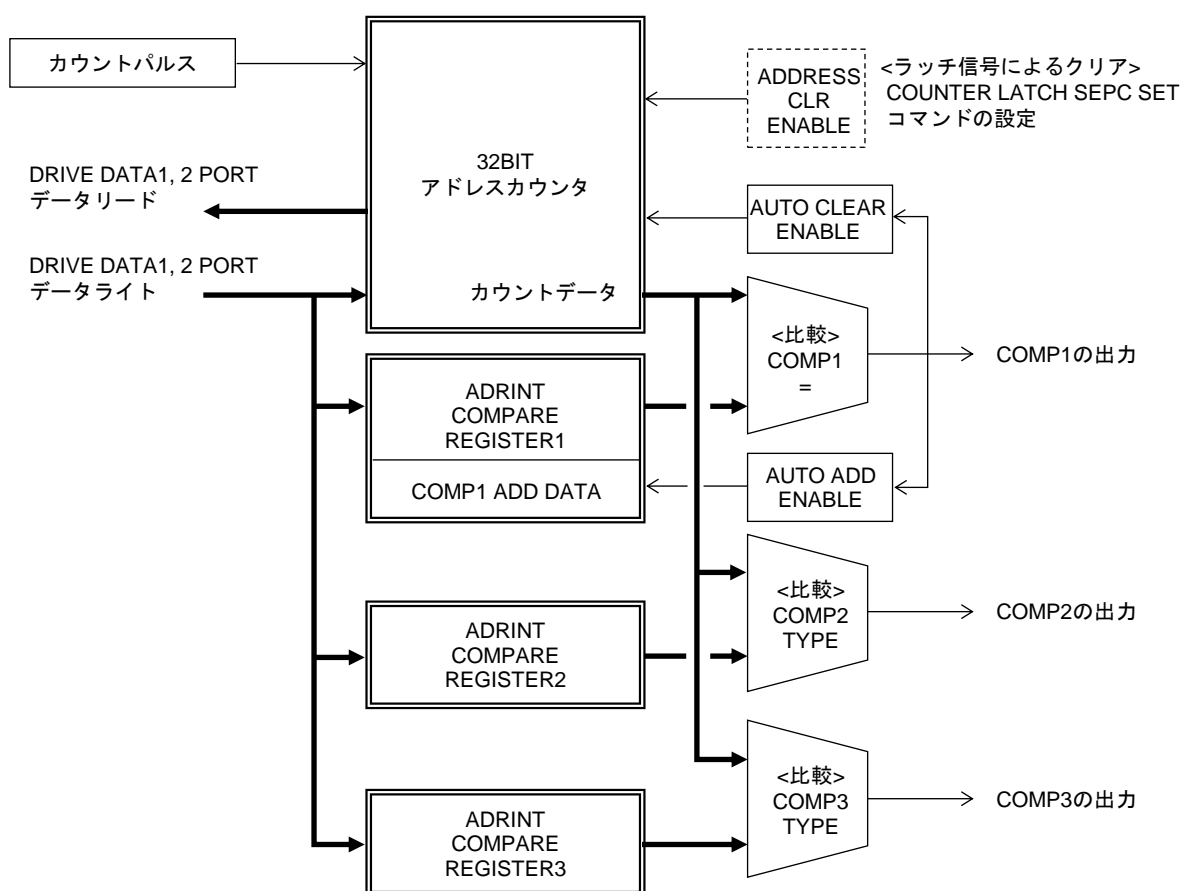 カウントパルス
ADDRESS
CLR
ENABLE
<ラッチ信号によるクリア>
COUNTER LATCH SEPC SET
コマンドの設定
32BIT
アドレスカウンタ
DRIVE DATA1, 2 PORT
データリード
AUTO CLEAR
ENABLE
DRIVE DATA1, 2 PORT
データライト
カウントデータ
<比較>
COMP1
=
COMP1の出力
ADRINT
COMPARE
REGISTER1
COMP1 ADD DATA
AUTO ADD
ENABLE
<比較>
COMP2
TYPE
COMP2の出力
ADRINT
COMPARE
REGISTER2
<比較>
COMP3
TYPE
COMP3の出力
ADRINT
COMPARE
REGISTER3